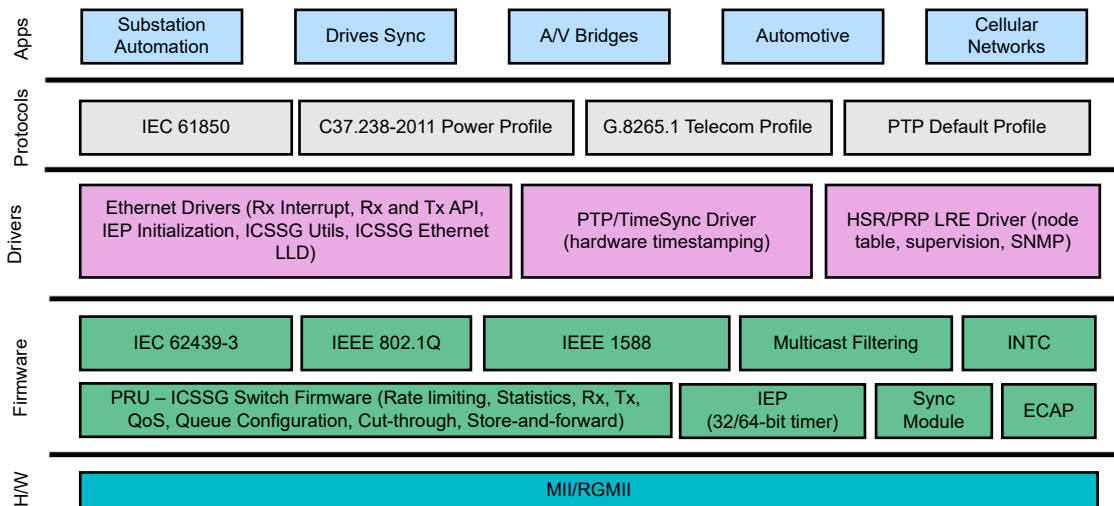 Apps
Substation
Automation
Drives Sync
A/V Bridges
Automotive
Cellular
Networks
Protocols
IEC 61850
C37.238-2011 Power Profile
G.8265.1 Telecom Profile
PTP Default Profile
Drivers
Ethernet Drivers (Rx Interrupt, Rx and Tx API,
IEP Initialization, ICSSG Utils, ICSSG Ethernet
LLD)
PTP/TimeSync Driver
(hardware timestamping)
HSR/PRP LRE Driver (node
table, supervision, SNMP)
Firmware
IEC 62439-3
IEEE 802.1Q
IEEE 1588
Multicast Filtering
INTC
PRU – ICSSG Switch Firmware (Rate limiting, Statistics, Rx, Tx,
QoS, Queue Configuration, Cut-through, Store-and-forward)
IEP
(32/64-bit timer)
Sync
Module
ECAP
H/W
MII/RGMII